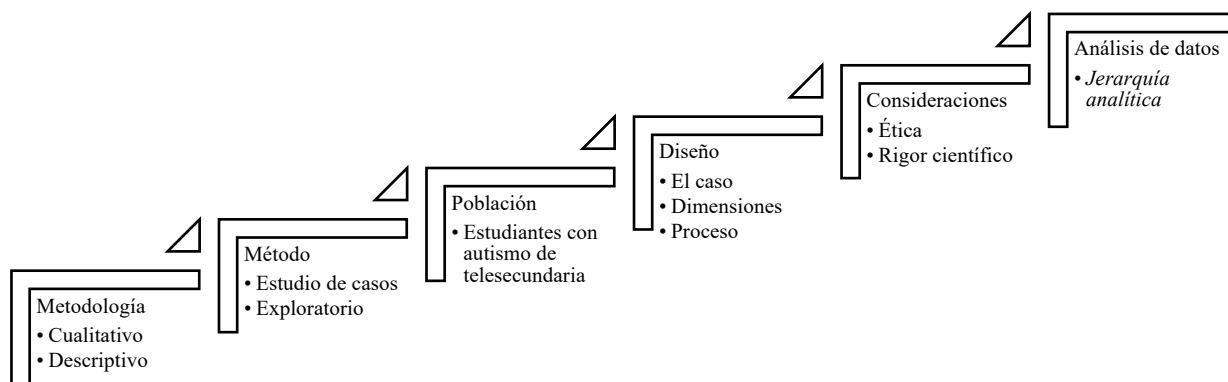 Metodología
• Cualitativo
• Descriptivo
Método
• Estudio de casos
• Exploratorio
Población
• Estudiantes con
autismo de
telesecundaria
Diseño
• El caso
• Dimensiones
• Proceso
Consideraciones
• Ética
• Rigor científico
Análisis de datos
• Jerarquía
analítica